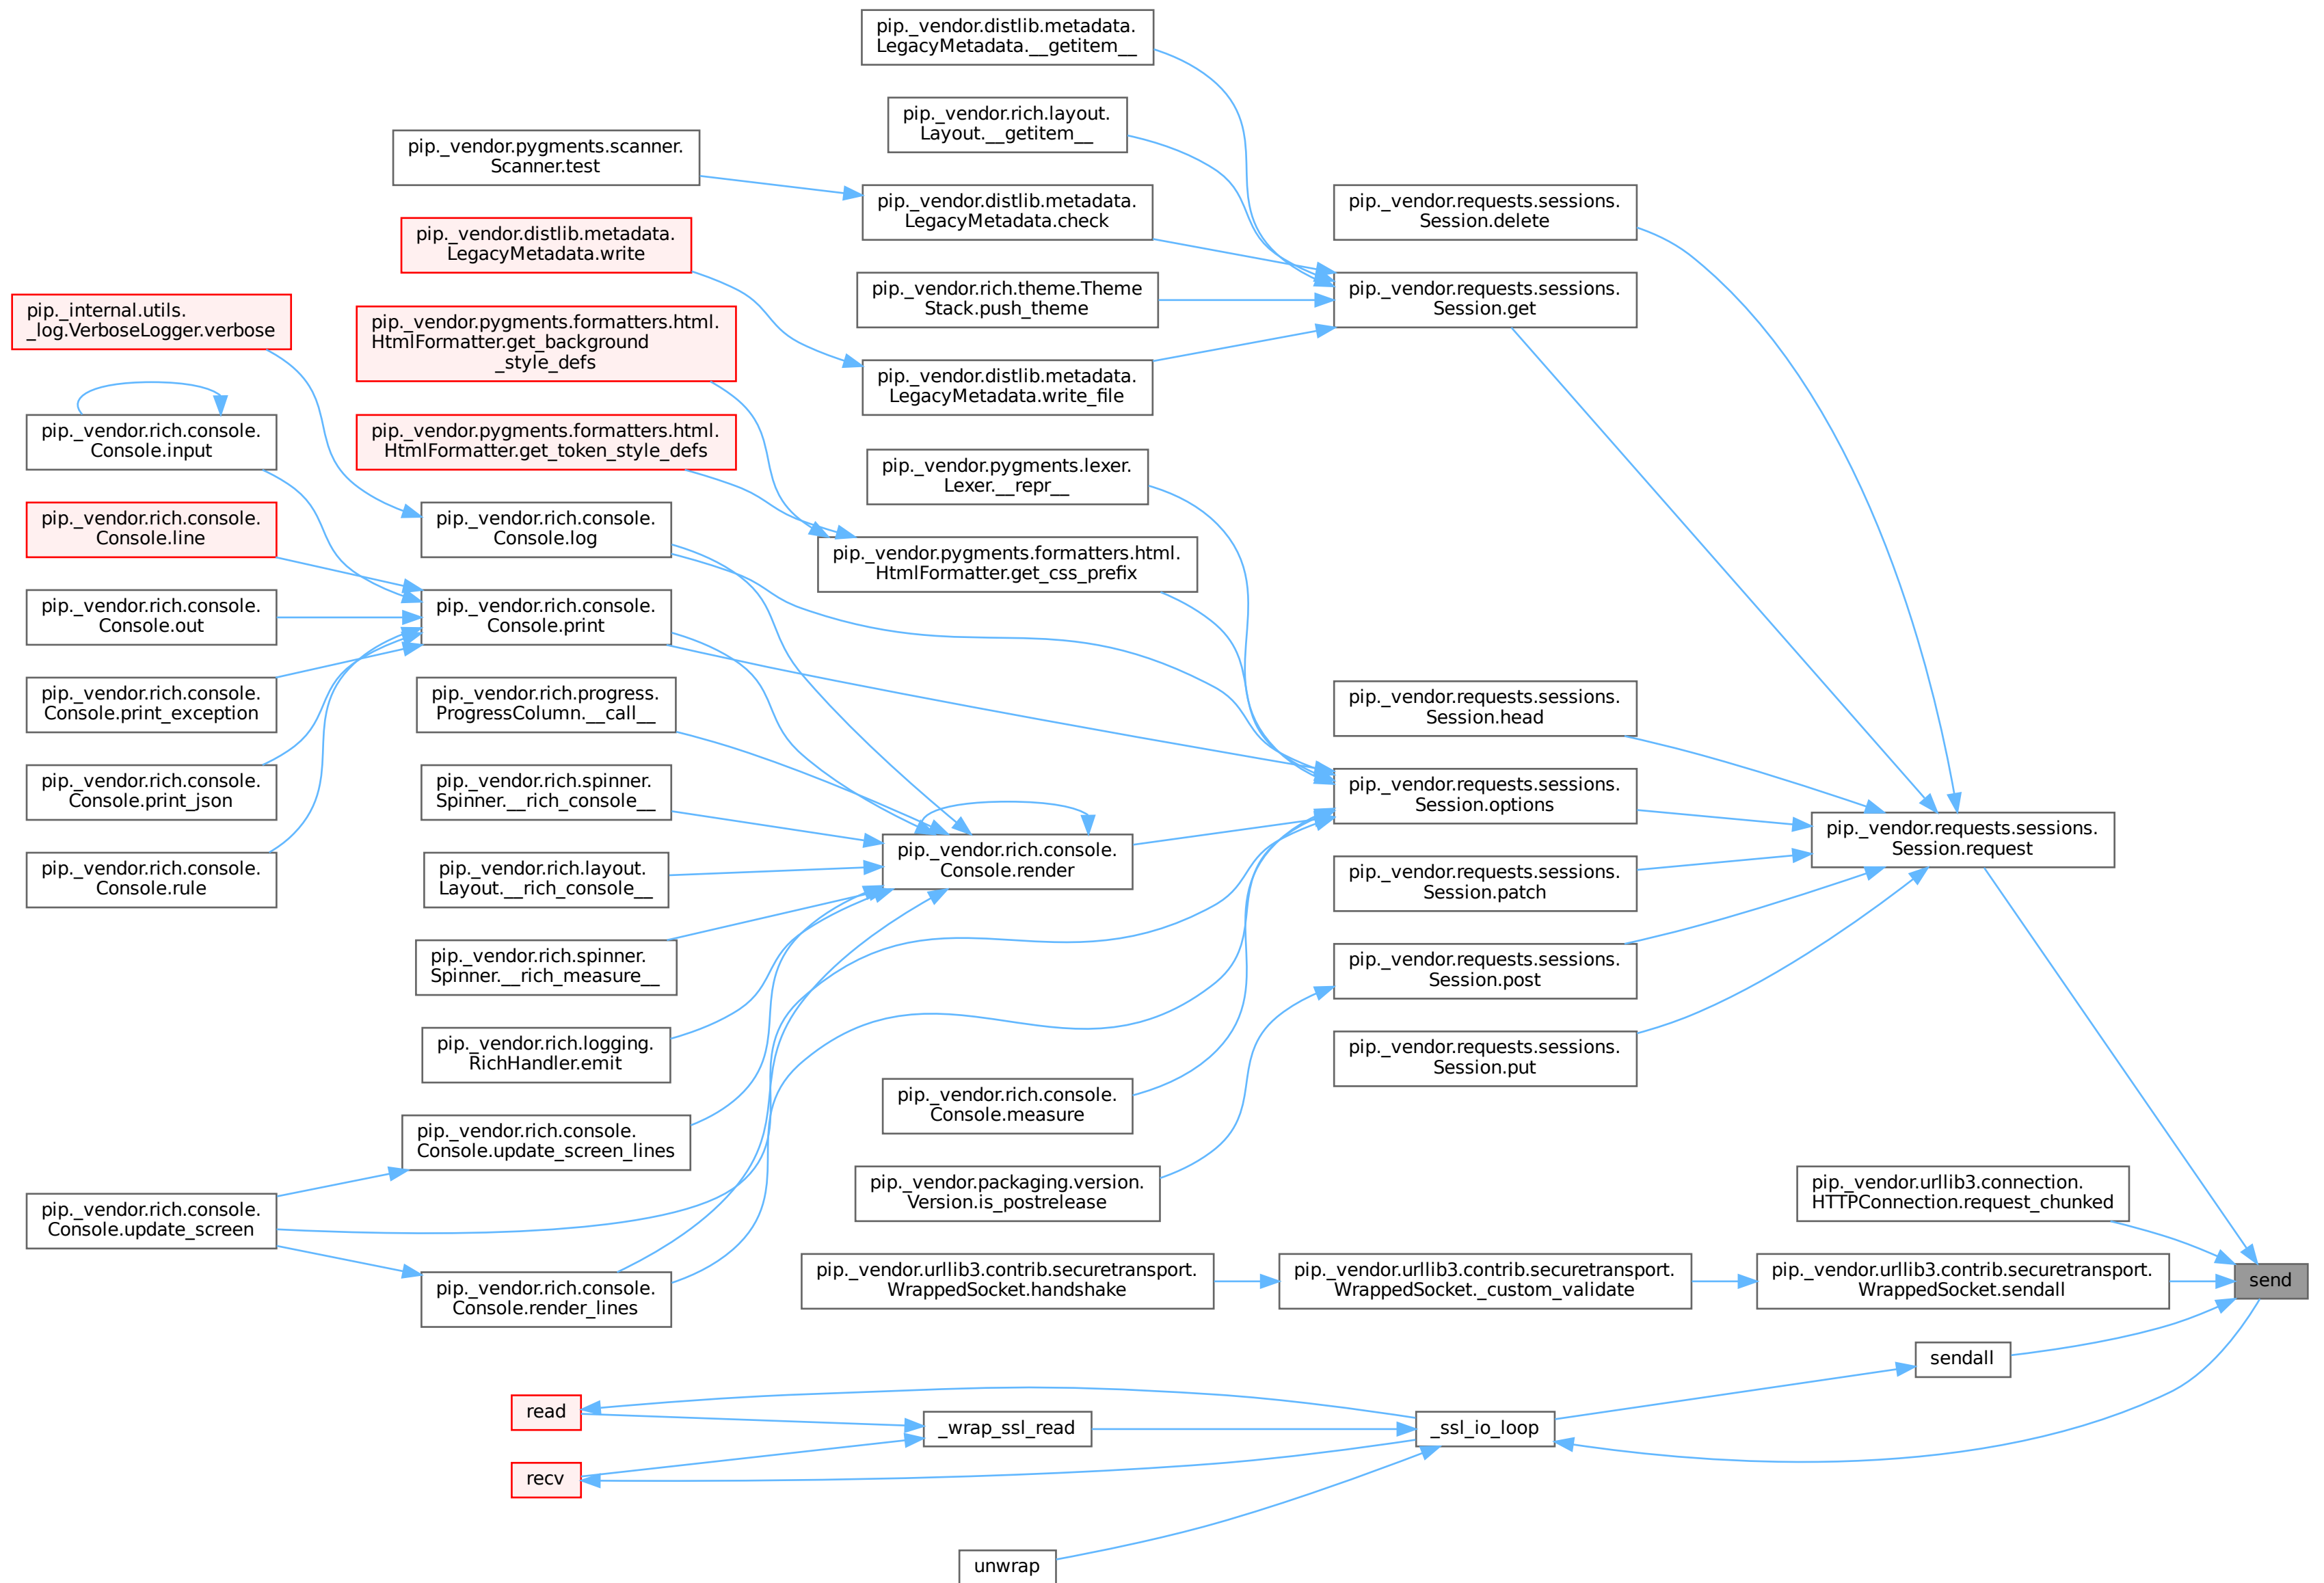 pip._vendor.distlib.metadata.
LegacyMetadata.__getitem__
pip._vendor.rich.layout.
Layout.__getitem__
pip._vendor.pygments.scanner.
Scanner.test
pip._vendor.distlib.metadata.
LegacyMetadata.check
pip._vendor.requests.sessions.
Session.delete
pip._vendor.distlib.metadata.
LegacyMetadata.write
pip._vendor.rich.theme.Theme
Stack.push_theme
pip._vendor.requests.sessions.
Session.get
pip._internal.utils.
_log.VerboseLogger.verbose
pip._vendor.pygments.formatters.html.
HtmlFormatter.get_background
_style_defs
pip._vendor.distlib.metadata.
LegacyMetadata.write_file
pip._vendor.rich.console.
Console.input
pip._vendor.pygments.formatters.html.
HtmlFormatter.get_token_style_defs
pip._vendor.pygments.lexer.
Lexer.__repr__
pip._vendor.rich.console.
Console.line
pip._vendor.rich.console.
Console.log
pip._vendor.pygments.formatters.html.
HtmlFormatter.get_css_prefix
pip._vendor.rich.console.
Console.out
pip._vendor.rich.console.
Console.print
pip._vendor.rich.console.
Console.print_exception
pip._vendor.rich.progress.
ProgressColumn.__call__
pip._vendor.requests.sessions.
Session.head
pip._vendor.rich.console.
Console.print_json
pip._vendor.rich.spinner.
Spinner.__rich_console__
pip._vendor.requests.sessions.
Session.options
pip._vendor.rich.console.
Console.render
pip._vendor.requests.sessions.
Session.request
pip._vendor.rich.console.
Console.rule
pip._vendor.rich.layout.
Layout.__rich_console__
pip._vendor.requests.sessions.
Session.patch
pip._vendor.rich.spinner.
Spinner.__rich_measure__
pip._vendor.requests.sessions.
Session.post
pip._vendor.rich.logging.
RichHandler.emit
pip._vendor.requests.sessions.
Session.put
pip._vendor.rich.console.
Console.measure
pip._vendor.rich.console.
Console.update_screen_lines
pip._vendor.packaging.version.
Version.is_postrelease
pip._vendor.urllib3.connection.
HTTPConnection.request_chunked
pip._vendor.rich.console.
Console.update_screen
pip._vendor.rich.console.
Console.render_lines
pip._vendor.urllib3.contrib.securetransport.
WrappedSocket.handshake
pip._vendor.urllib3.contrib.securetransport.
WrappedSocket._custom_validate
pip._vendor.urllib3.contrib.securetransport.
WrappedSocket.sendall
send
sendall
read
_wrap_ssl_read
_ssl_io_loop
recv
unwrap